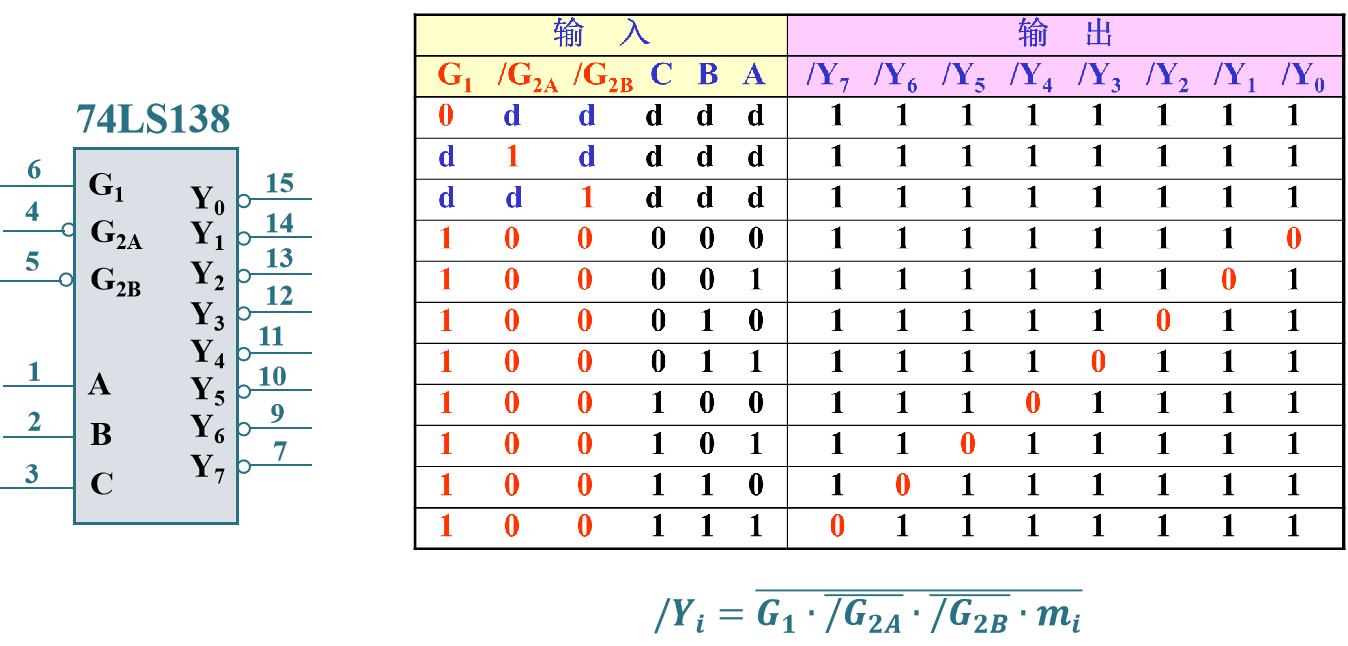 74LS138
6 G1 Y0 15
4 G2A Y1 14
5 G2B Y2 13
Y3 12
Y4 11
1 A Y5 10
2 B Y6 9
3 C Y7 7
输 入 输 出
G1 /G2A /G2B C B A /Y7 /Y6 /Y5 /Y4 /Y3 /Y2 /Y1 /Y0
0 d d d d d 1 1 1 1 1 1 1 1
d 1 d d d d 1 1 1 1 1 1 1 1
d d 1 d d d 1 1 1 1 1 1 1 1
1 0 0 0 0 0 1 1 1 1 1 1 1 0
1 0 0 0 0 1 1 1 1 1 1 1 0 1
1 0 0 0 1 0 1 1 1 1 1 0 1 1
1 0 0 0 1 1 1 1 1 1 0 1 1 1
1 0 0 1 0 0 1 1 1 0 1 1 1 1
1 0 0 1 0 1 1 1 0 1 1 1 1 1
1 0 0 1 1 0 1 0 1 1 1 1 1 1
1 0 0 1 1 1 0 1 1 1 1 1 1 1
/Yi = G1 · /G2A · /G2B · mi